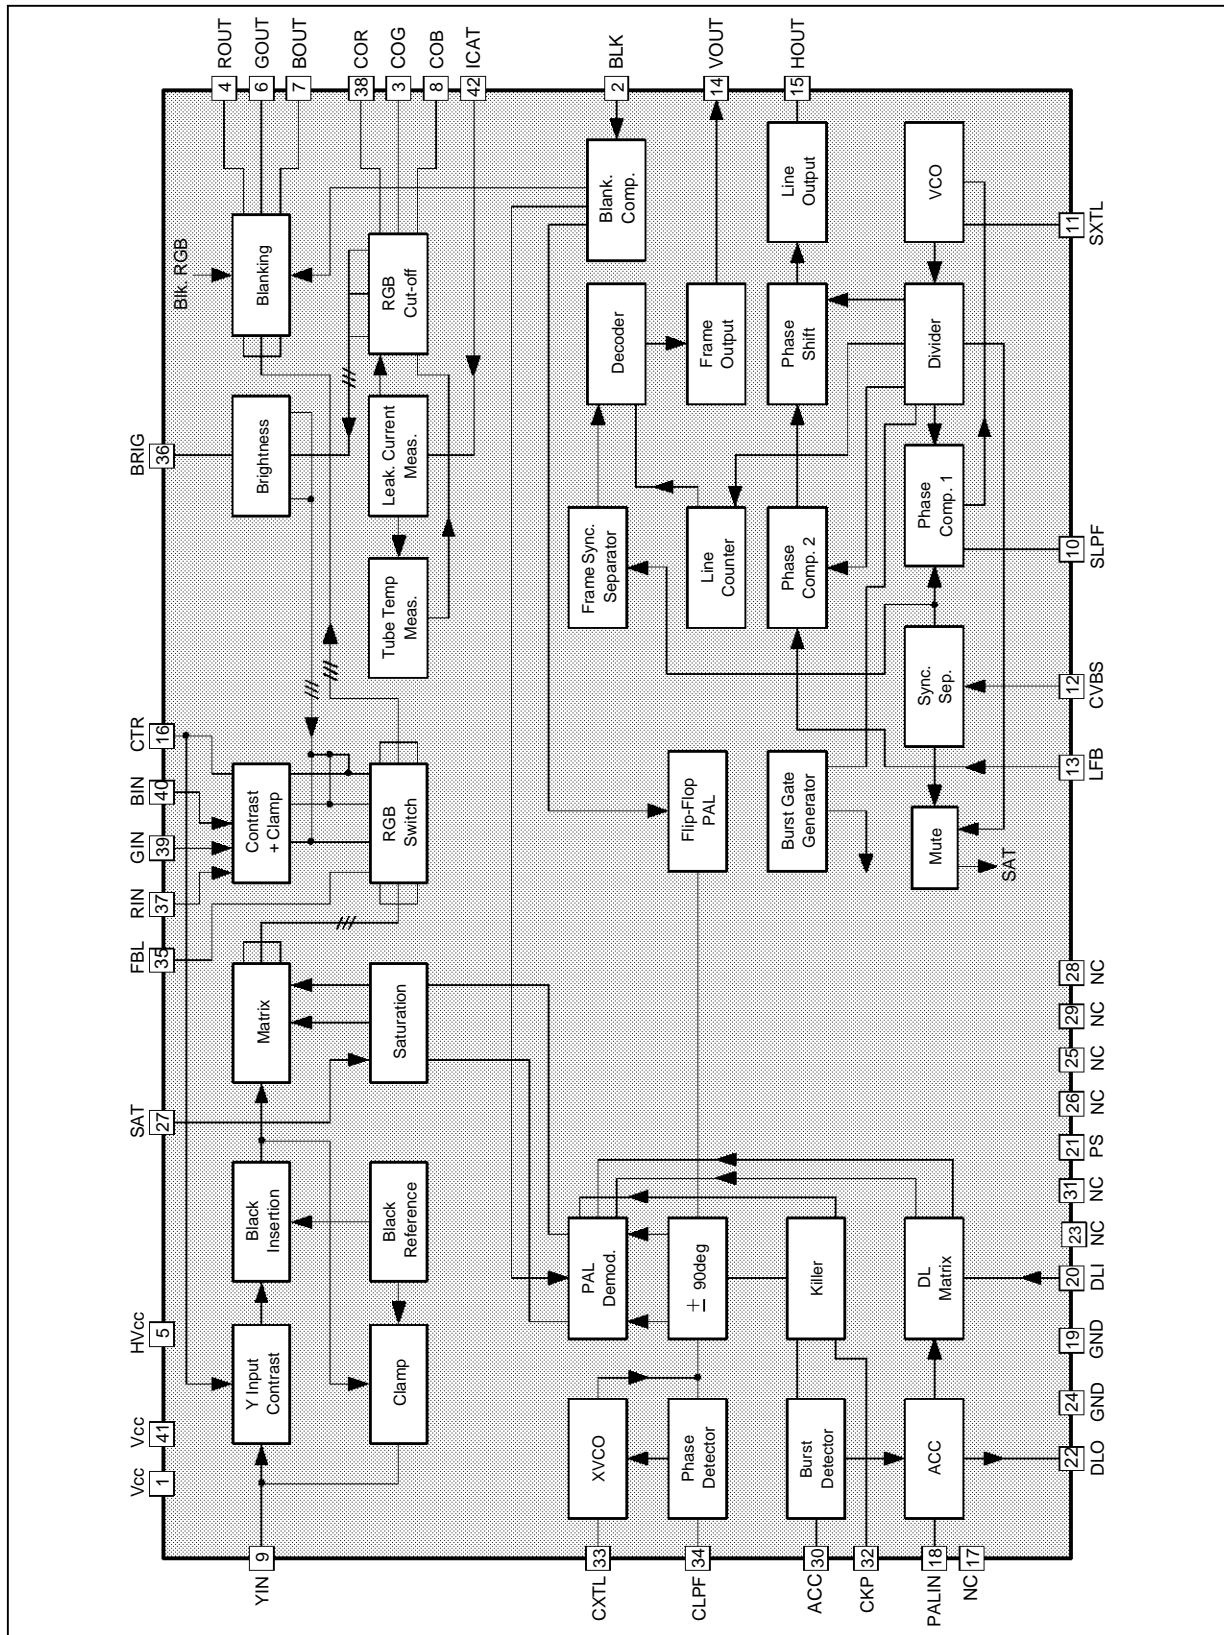 ROUT
4
GOUT
6
BOUT
7
COR
38
COG
3
COB
8
ICAT
42
BLK
2
VOUT
14
HOUT
15
Blk. RGB
Blanking
RGB
Cut-off
Blank.
Comp.
Line
Output
VCO
11
SXTL
BRIG
36
Brightness
Leak. Current
Meas.
Decoder
Frame
Output
Phase
Shift
Divider
Tube Temp
Meas.
Frame Sync.
Separator
Line
Counter
Phase
Comp. 2
Phase
Comp. 1
10
SLPF
CTR
16
BIN
40
GIN
39
RIN
37
FBL
35
Contrast
+ Clamp
RGB
Switch
Flip-Flop
PAL
Burst Gate
Generator
Sync.
Sep.
Mute
SAT
12
CVBS
13
LFB
Matrix
Saturation
SAT
27
28
NC
29
NC
25
NC
26
NC
21
PS
31
NC
23
NC
20
DLI
19
GND
24
GND
22
DLO
Black
Insertion
Black
Reference
PAL
Demod.
± 90deg
Killer
DL
Matrix
HVcc
5
Vcc
41
Vcc
1
Y Input
Contrast
Clamp
XVCO
Phase
Detector
Burst
Detector
ACC
YIN
9
CXTL
33
CLPF
34
ACC
30
CKP
32
PALIN
18
NC
17